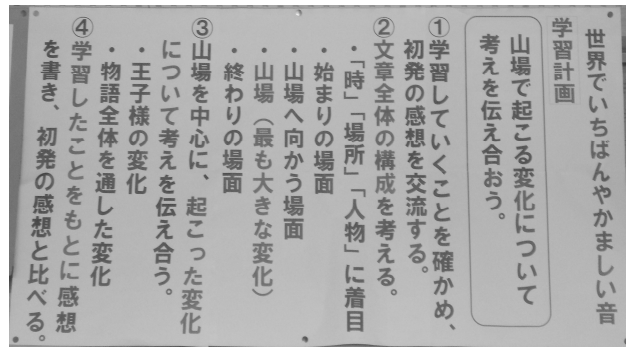 世界でいちばんやかましい音
学習計画
山場で起こる変化について
考えを伝え合おう。
①学習していくことを確かめ、
初発の感想を交流する。
②文章全体の構成を考える。
・「時」「場所」「人物」に着目
・始まりの場面
・山場へ向かう場面
・山場（最も大きな変化）
・終わりの場面
③山場を中心に、起こった変化
について考えを伝え合う。
・王子様の変化
・物語全体を通した変化
④学習したことをもとに感想
を書き、初発の感想と比べる。